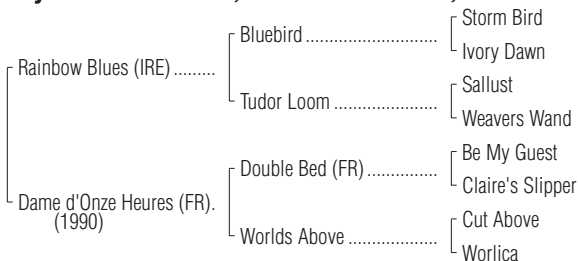 Storm Bird
Bluebird
Ivory Dawn
Rainbow Blues (IRE)
Sallust
Tudor Loom
Weavers Wand
Be My Guest
Double Bed (FR)
Claire's Slipper
Dame d'Onze Heures (FR).
(1990)
Cut Above
Worlds Above
Worlica